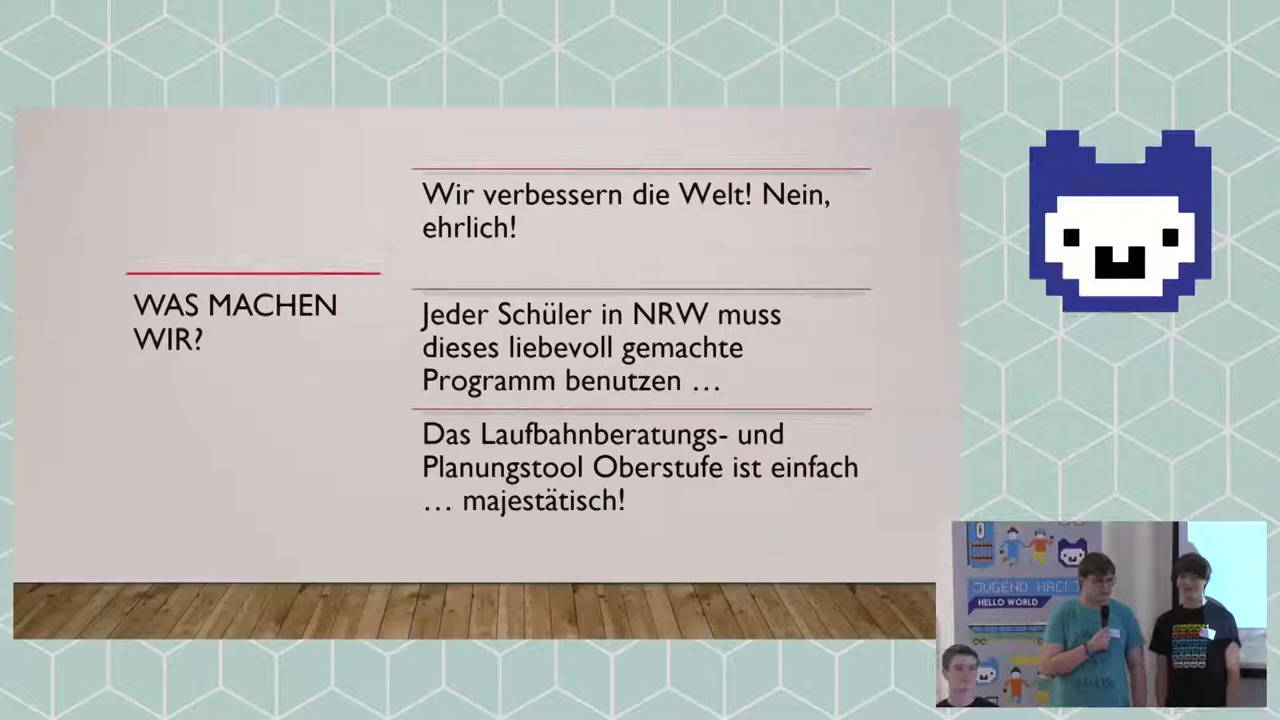 WAS MACHEN
WIR?
Wir verbessern die Welt! Nein,
ehrlich!
Jeder Schüler in NRW muss
dieses liebevoll gemachte
Programm benutzen …
Das Laufbahnberatungs- und
Planungstool Oberstufe ist einfach
… majestätisch!
JUGEND HACKT
HELLO WORLD